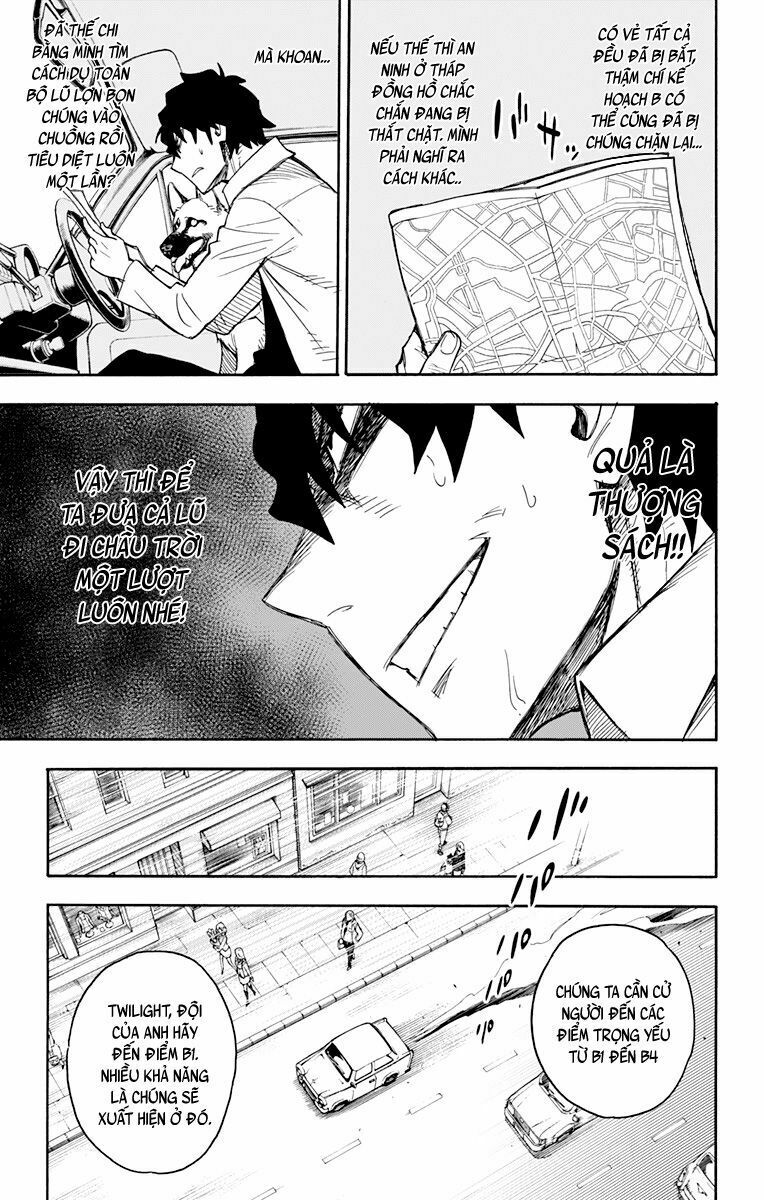 CÓ VẺ TẤT CẢ
ĐỀU ĐÃ BỊ BẮT,
THẬM CHÍ KẾ
HOẠCH B CÓ
THỂ CŨNG ĐÃ BỊ
CHÚNG CHẶN LẠI...
NẾU THẾ THÌ AN
NINH Ở THÁP
ĐỒNG HỒ CHẮC
CHẮN ĐANG BỊ
THẮT CHẶT. MÌNH
PHẢI NGHĨ RA
CÁCH KHÁC..
MÀ KHOAN...
ĐÃ THẾ CHI
BẰNG MÌNH TÌM
CÁCH DỤ TOÀN
BỘ LŨ LỢN BỌN
CHÚNG VÀO
CHUỒNG RỒI
TIÊU DIỆT LUÔN
MỘT LẦN?
QUẢ LÀ
THƯỢNG
SÁCH!!
VẬY THÌ ĐỂ
TA ĐƯA CẢ LŨ
ĐI CHẦU TRỜI
MỘT LƯỢT
LUÔN NHÉ!
CHÚNG TA CẦN CỬ
NGƯỜI ĐẾN CÁC
ĐIỂM TRỌNG YẾU
TỪ B1 ĐẾN B4
TWILIGHT, ĐỘI
CỦA ANH HÃY
ĐẾN ĐIỂM B1.
NHIỀU KHẢ NĂNG
LÀ CHÚNG SẼ
XUẤT HIỆN Ở ĐÓ.